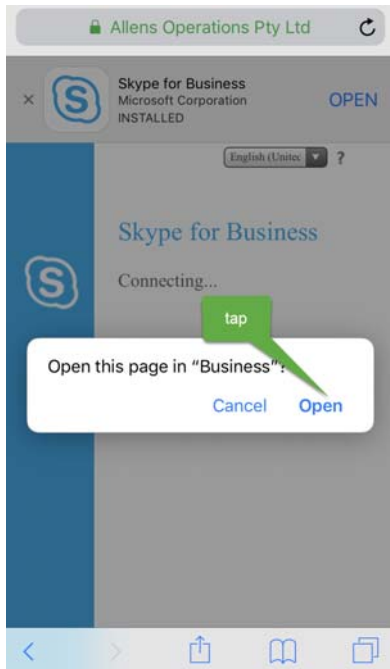 Allens Operations Pty Ltd
Skype for Business
Microsoft Corporation
INSTALLED
OPEN
English (Unitec
?
Skype for Business
Connecting...
tap
Open this page in “Business”?
Cancel Open